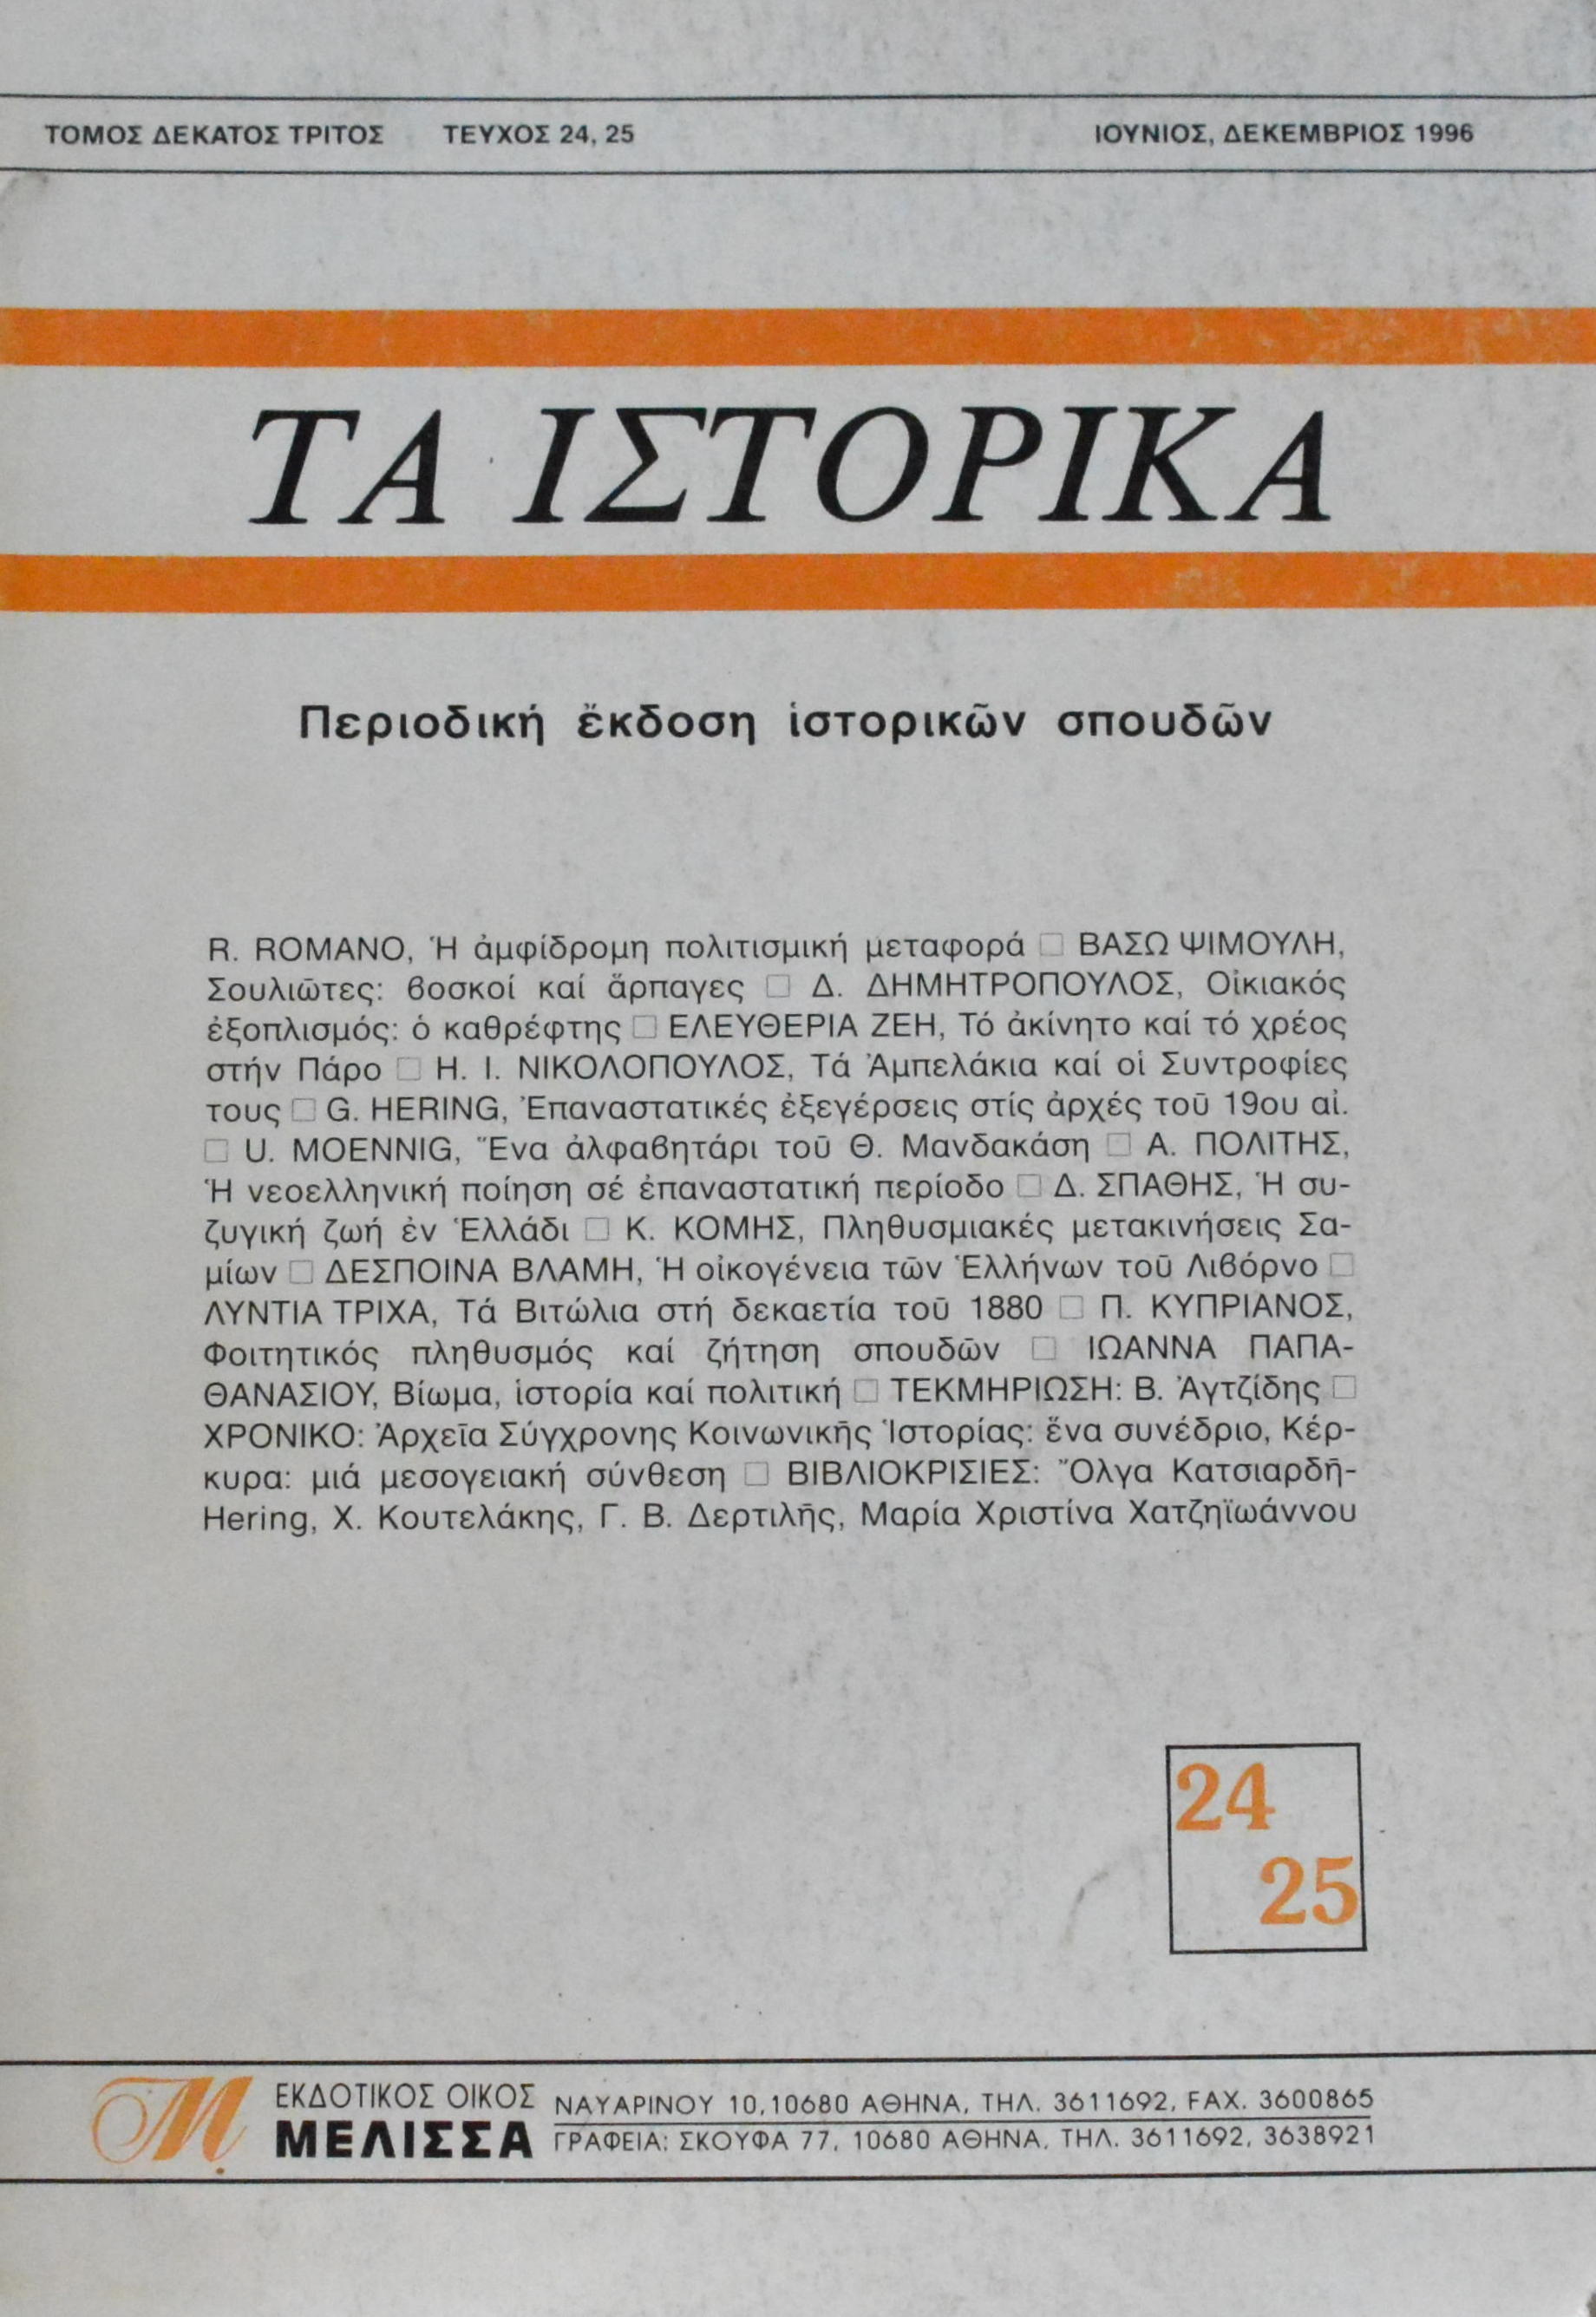 ΤΟΜΟΣ ΔΕΚΑΤΟΣ ΤΡΙΤΟΣ ΤΕΥΧΟΣ 24, 25 ΙΟΥΝΙΟΣ, ΔΕΚΕΜΒΡΙΟΣ 1996
ΤΑ ΙΣΤΟΡΙΚΑ
Περιοδική ἔκδοση ἱστορικῶν σπουδῶν
R. ROMANO, Ἡ ἀμφίδρομη πολιτισμική μεταφορά □ ΒΑΣΩ ΨΙΜΟΥΛΗ,
Σουλιῶτες: βοσκοί καί ἅρπαγες □ Δ. ΔΗΜΗΤΡΟΠΟΥΛΟΣ, Οἰκιακός
ἐξοπλισμός: ὁ καθρέφτης □ ΕΛΕΥΘΕΡΙΑ ΖΕΗ, Τό ἀκίνητο καί τό χρέος
στήν Πάρο □ Η. Ι. ΝΙΚΟΛΟΠΟΥΛΟΣ, Τά Ἀμπελάκια καί οἱ Συντροφίες
τους □ G. HERING, Ἐπαναστατικές ἐξεγέρσεις στίς ἀρχές τοῦ 19ου αἰ.
□ U. MOENNIG, Ἕνα ἀλφαβητάρι τοῦ Θ. Μανδακάση □ Α. ΠΟΛΙΤΗΣ,
Ἡ νεοελληνική ποίηση σέ ἐπαναστατική περίοδο □ Δ. ΣΠΑΘΗΣ, Ἡ συ-
ζυγική ζωή ἐν Ἑλλάδι □ Κ. ΚΟΜΗΣ, Πληθυσμιακές μετακινήσεις Σα-
μίων □ ΔΕΣΠΟΙΝΑ ΒΛΑΜΗ, Ἡ οἰκογένεια τῶν Ἑλλήνων τοῦ Λιβόρνο □
ΛΥΝΤΙΑ ΤΡΙΧΑ, Τά Βιτώλια στή δεκαετία τοῦ 1880 □ Π. ΚΥΠΡΙΑΝΟΣ,
Φοιτητικός πληθυσμός καί ζήτηση σπουδῶν □ ΙΩΑΝΝΑ ΠΑΠΑ-
ΘΑΝΑΣΙΟΥ, Βίωμα, ἱστορία καί πολιτική □ ΤΕΚΜΗΡΙΩΣΗ: Β. Ἀγτζίδης □
ΧΡΟΝΙΚΟ: Ἀρχεῖα Σύγχρονης Κοινωνικῆς Ἱστορίας: ἕνα συνέδριο, Κέρ-
κυρα: μιά μεσογειακή σύνθεση □ ΒΙΒΛΙΟΚΡΙΣΙΕΣ: Ὄλγα Κατσιαρδῆ-
Hering, Χ. Κουτελάκης, Γ. Β. Δερτιλῆς, Μαρία Χριστίνα Χατζηϊωάννου
24
25
Μ ΕΚΔΟΤΙΚΟΣ ΟΙΚΟΣ ΝΑΥΑΡΙΝΟΥ 10, 10680 ΑΘΗΝΑ, ΤΗΛ. 3611692, FAX. 3600865
ΜΕΛΙΣΣΑ ΓΡΑΦΕΙΑ: ΣΚΟΥΦΑ 77, 10680 ΑΘΗΝΑ, ΤΗΛ. 3611692, 3638921